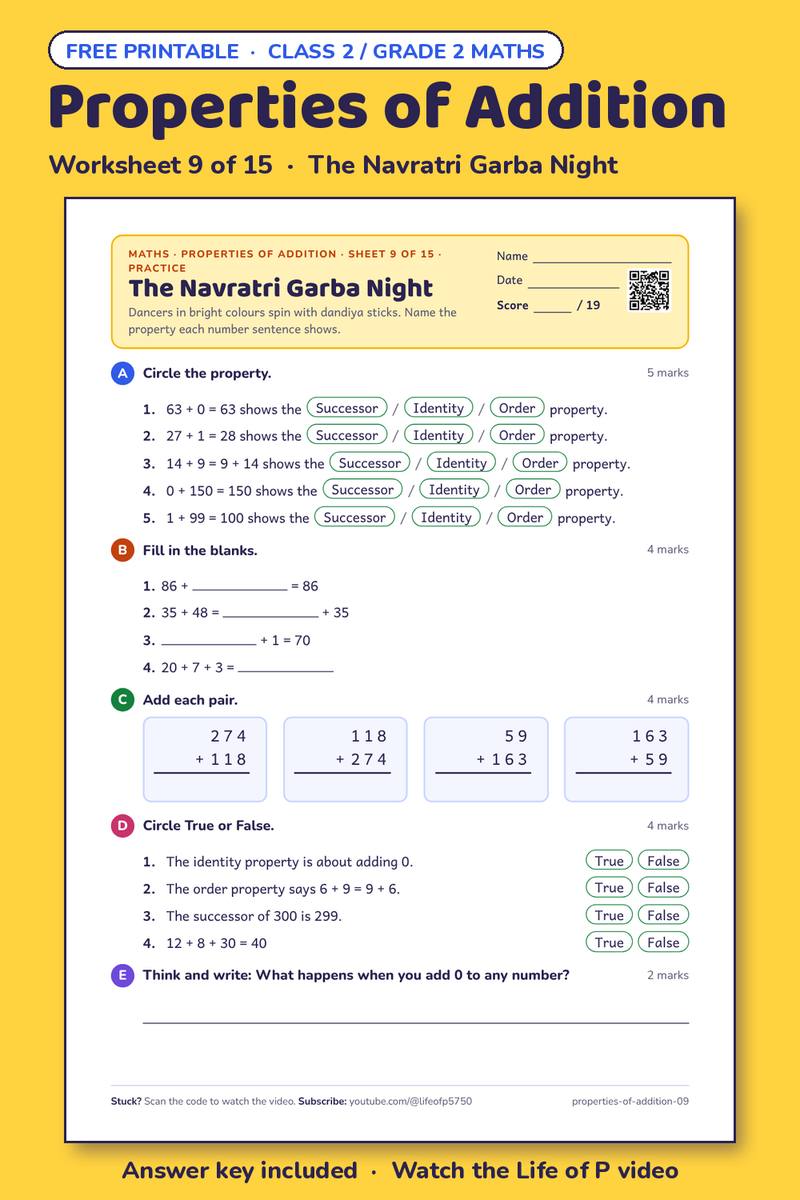 FREE PRINTABLE · CLASS 2 / GRADE 2 MATHS
Properties of Addition
Worksheet 9 of 15 · The Navratri Garba Night
MATHS · PROPERTIES OF ADDITION · SHEET 9 OF 15 ·
PRACTICE
The Navratri Garba Night
Dancers in bright colours spin with dandiya sticks. Name the
property each number sentence shows.
Name
Date
Score ______ / 19
A Circle the property. 5 marks
1. 63 + 0 = 63 shows the Successor / Identity / Order property.
2. 27 + 1 = 28 shows the Successor / Identity / Order property.
3. 14 + 9 = 9 + 14 shows the Successor / Identity / Order property.
4. 0 + 150 = 150 shows the Successor / Identity / Order property.
5. 1 + 99 = 100 shows the Successor / Identity / Order property.
B Fill in the blanks. 4 marks
1. 86 + ____________ = 86
2. 35 + 48 = ____________ + 35
3. ____________ + 1 = 70
4. 20 + 7 + 3 = ____________
C Add each pair. 4 marks
274 118 59 163
+ 118 + 274 + 163 + 59
D Circle True or False. 4 marks
1. The identity property is about adding 0. True False
2. The order property says 6 + 9 = 9 + 6. True False
3. The successor of 300 is 299. True False
4. 12 + 8 + 30 = 40 True False
E Think and write: What happens when you add 0 to any number? 2 marks
Stuck? Scan the code to watch the video. Subscribe: youtube.com/@lifeofp5750 properties-of-addition-09
Answer key included · Watch the Life of P video